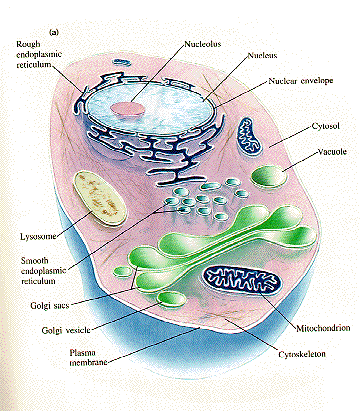 (a)
Rough
endoplasmic
reticulum
Nucleolus
Nucleus
Nuclear envelope
Cytosol
Vacuole
Lysosome
Smooth
endoplasmic
reticulum
Golgi sacs
Golgi vesicle
Mitochondrion
Plasma
membrane
Cytoskeleton